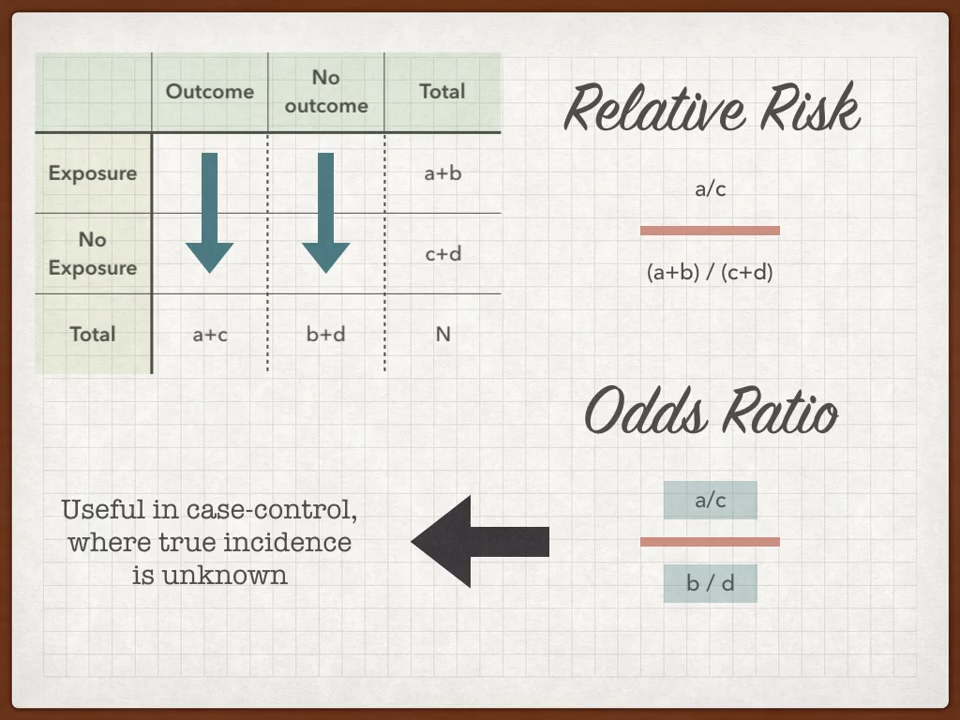 Outcome
No
outcome
Total
Exposure
a+b
No
Exposure
c+d
Total
a+c
b+d
N
Relative Risk
a/c
(a+b) / (c+d)
Odds Ratio
a/c
b / d
Useful in case-control,
where true incidence
is unknown